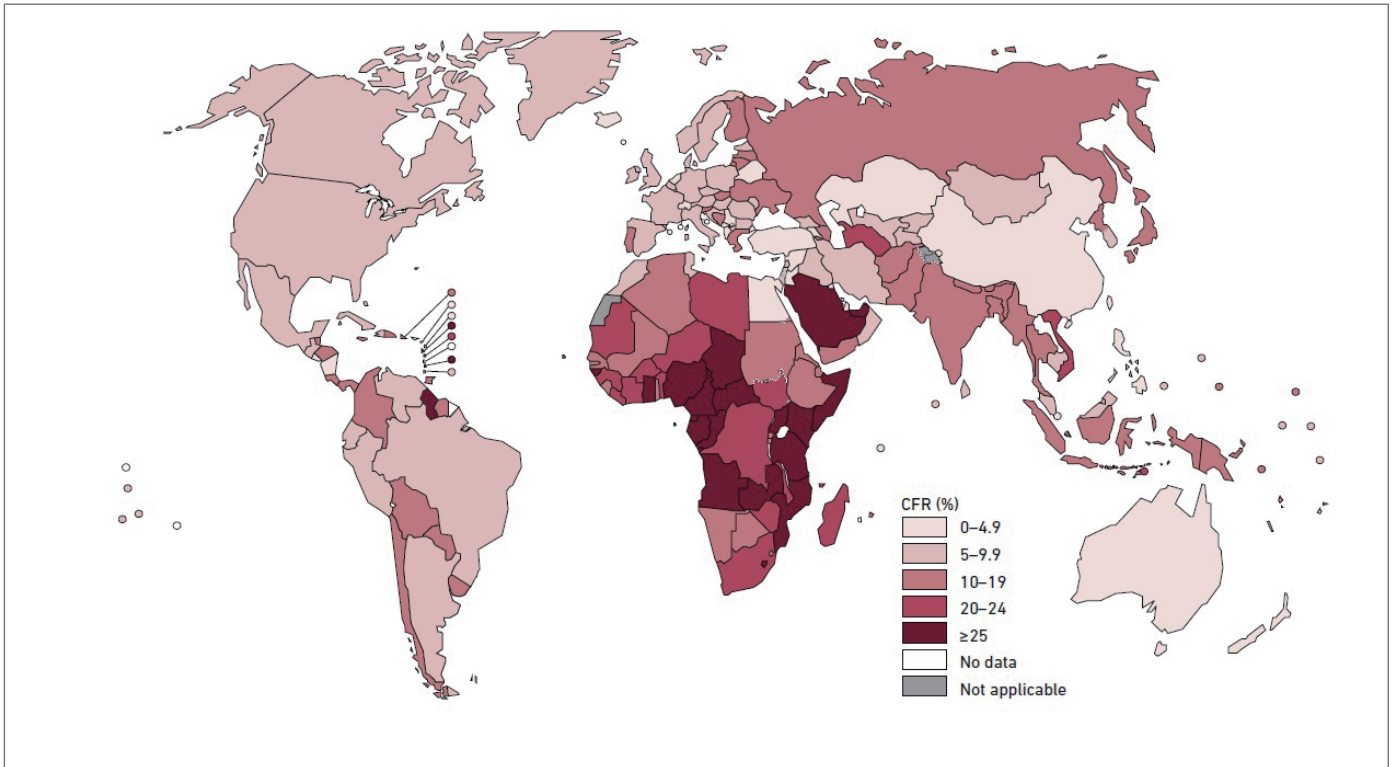 CFR (%)
0–4.9
5–9.9
10–19
20–24
≥25
No data
Not applicable